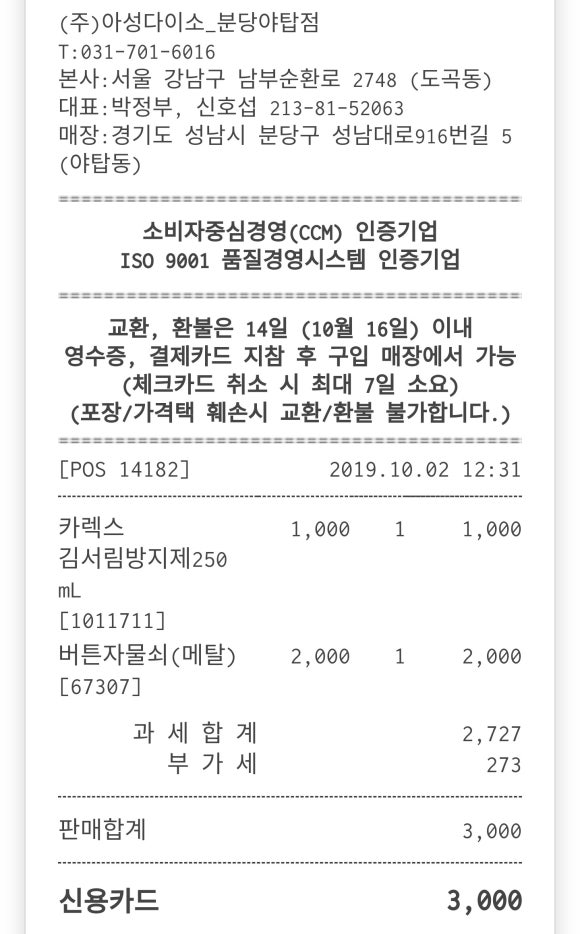 (주)아성다이소_분당야탑점
T:031-701-6016
본사:서울 강남구 남부순환로 2748 (도곡동)
대표:박정부, 신호섭 213-81-52063
매장:경기도 성남시 분당구 성남대로916번길 5
(야탑동)
소비자중심경영(CCM) 인증기업
ISO 9001 품질경영시스템 인증기업
교환, 환불은 14일 (10월 16일) 이내
영수증, 결제카드 지참 후 구입 매장에서 가능
(체크카드 취소 시 최대 7일 소요)
(포장/가격택 훼손시 교환/환불 불가합니다.)
[POS 14182] 2019.10.02 12:31
카렉스 1,000 1 1,000
김서림방지제250
mL
[1011711]
버튼자물쇠(메탈) 2,000 1 2,000
[67307]
과 세 합 계 2,727
부 가 세 273
판매합계 3,000
신용카드 3,000